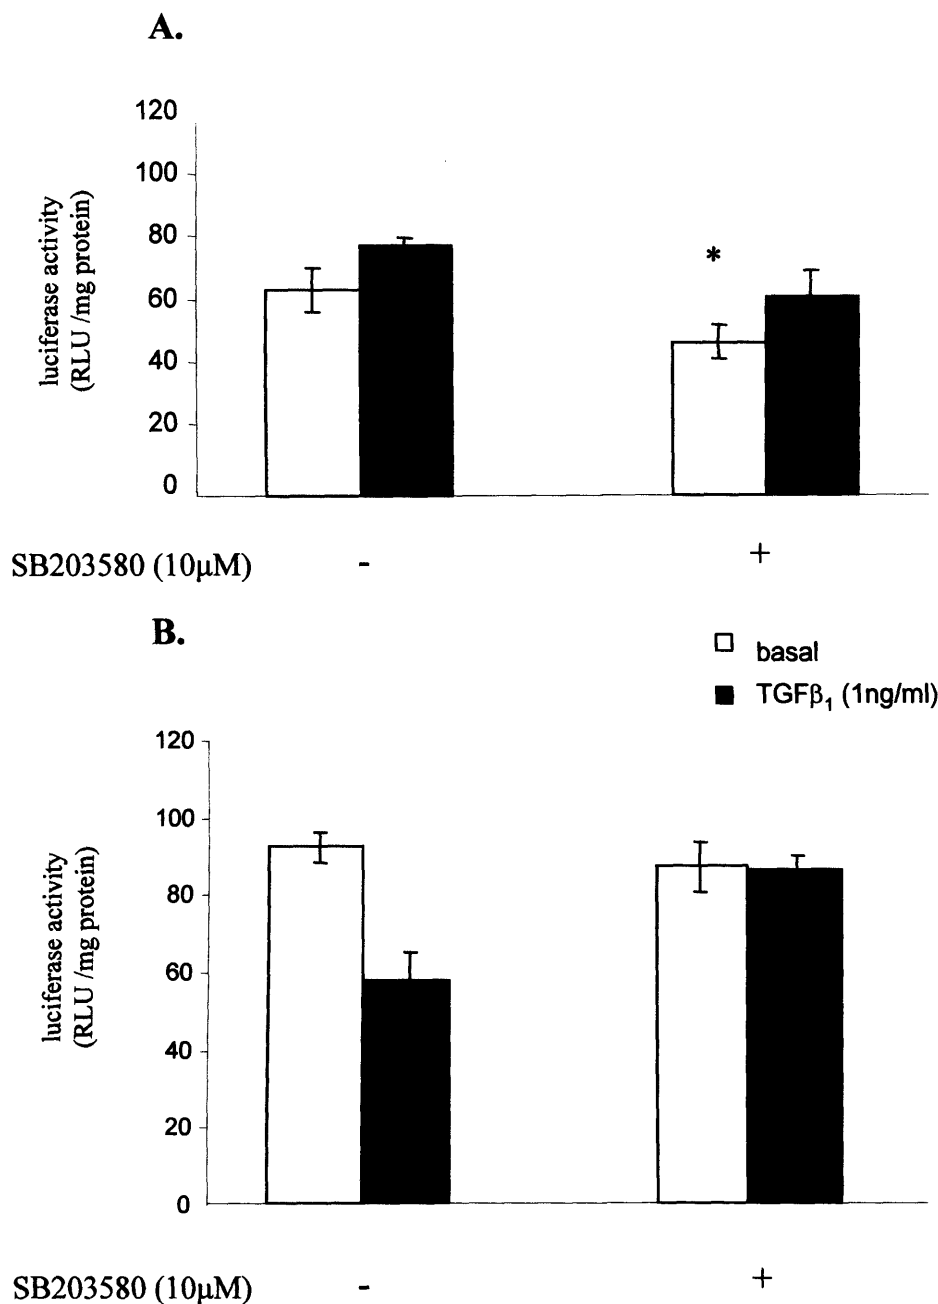 A.
120
100
80
60
40
20
0
luciferase activity
(RLU /mg protein)
*
SB203580 (10µM) - +
B.
basal
TGFβ₁ (1ng/ml)
120
100
80
60
40
20
0
luciferase activity
(RLU /mg protein)
SB203580 (10µM) - +